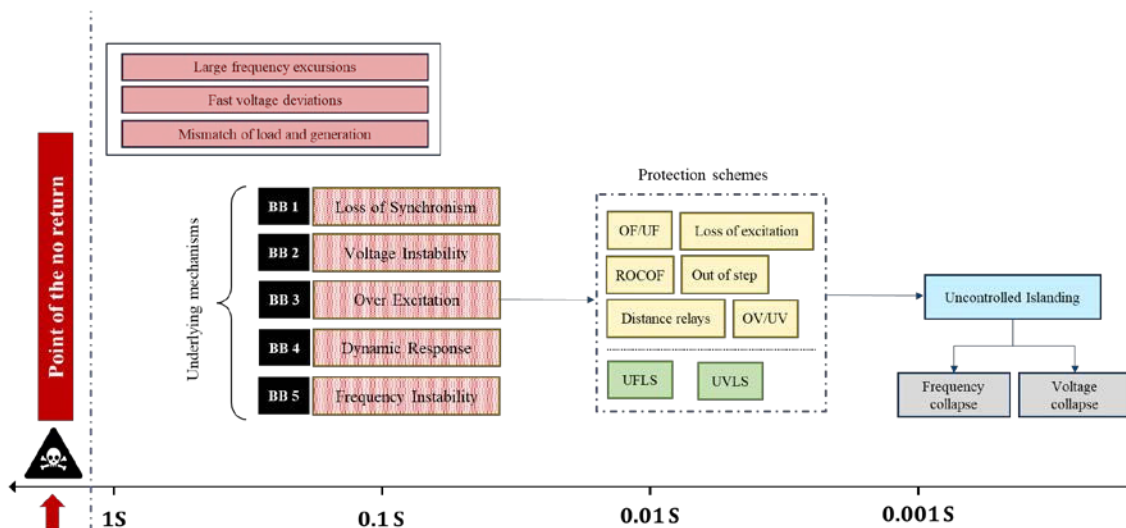 Large frequency excursions
Fast voltage deviations
Mismatch of load and generation
Point of the no return
Underlying mechanisms
BB 1
Loss of Synchronism
BB 2
Voltage Instability
BB 3
Over Excitation
BB 4
Dynamic Response
BB 5
Frequency Instability
Protection schemes
OF/UF
Loss of excitation
ROCOF
Out of step
Distance relays
OV/UV
UFLS
UVLS
Uncontrolled Islanding
Frequency
collapse
Voltage
collapse
1S
0.1 S
0.01 S
0.001 S